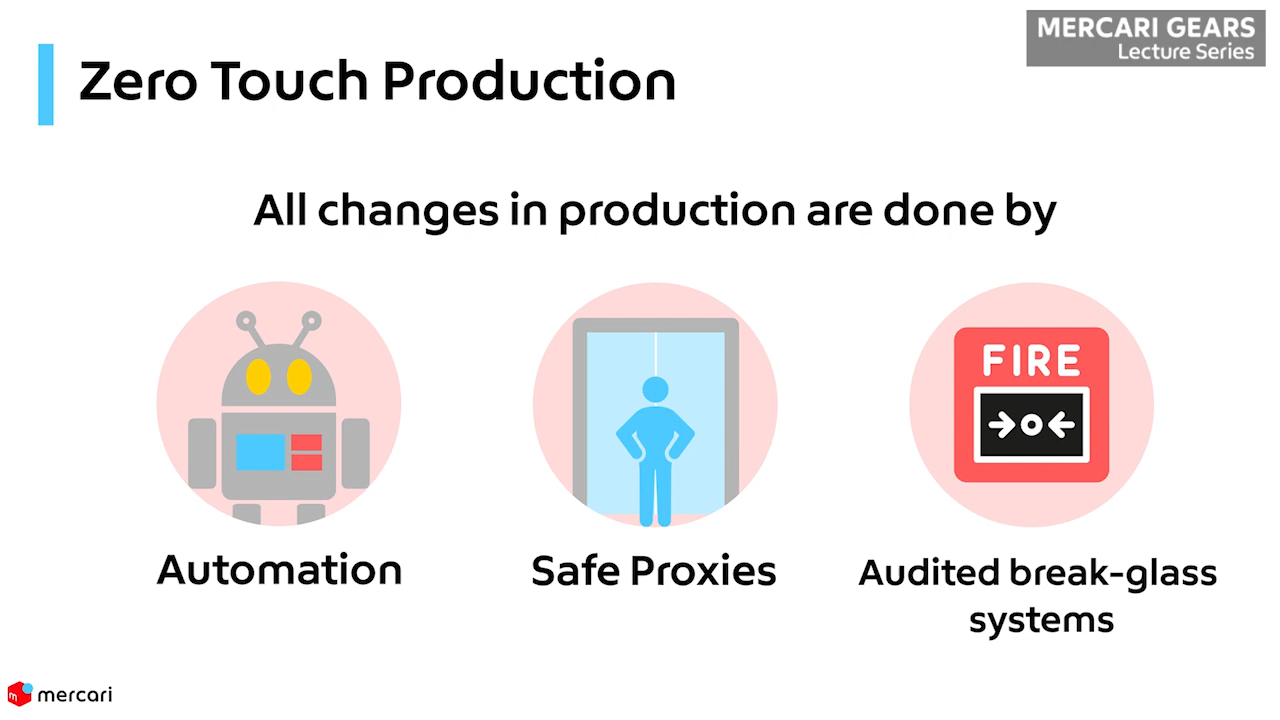 MERCARI GEARS
Lecture Series
Zero Touch Production
All changes in production are done by
FIRE
Automation
Safe Proxies
Audited break-glass
systems
m
mercari